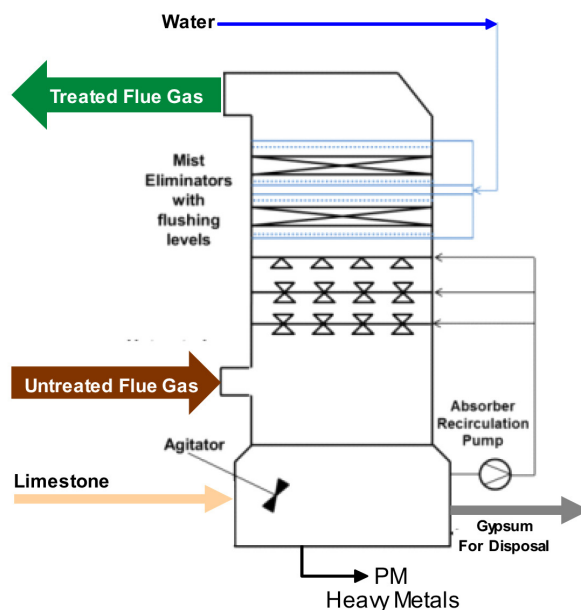 Water
Treated Flue Gas
Mist
Eliminators
with
flushing
levels
Untreated Flue Gas
Absorber
Recirculation
Pump
Agitator
Limestone
Gypsum
For Disposal
PM
Heavy Metals